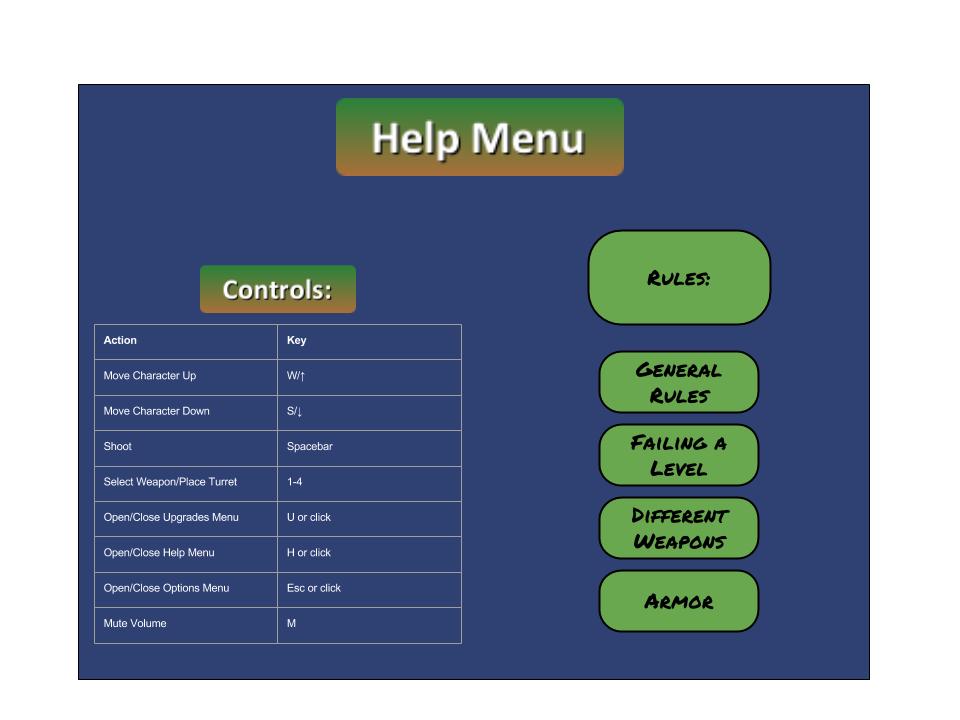 Help Menu
Controls:
Action Key
Move Character Up W/↑
Move Character Down S/↓
Shoot Spacebar
Select Weapon/Place Turret 1-4
Open/Close Upgrades Menu U or click
Open/Close Help Menu H or click
Open/Close Options Menu Esc or click
Mute Volume M
Rules:
General
Rules
Failing a
Level
Different
Weapons
Armor